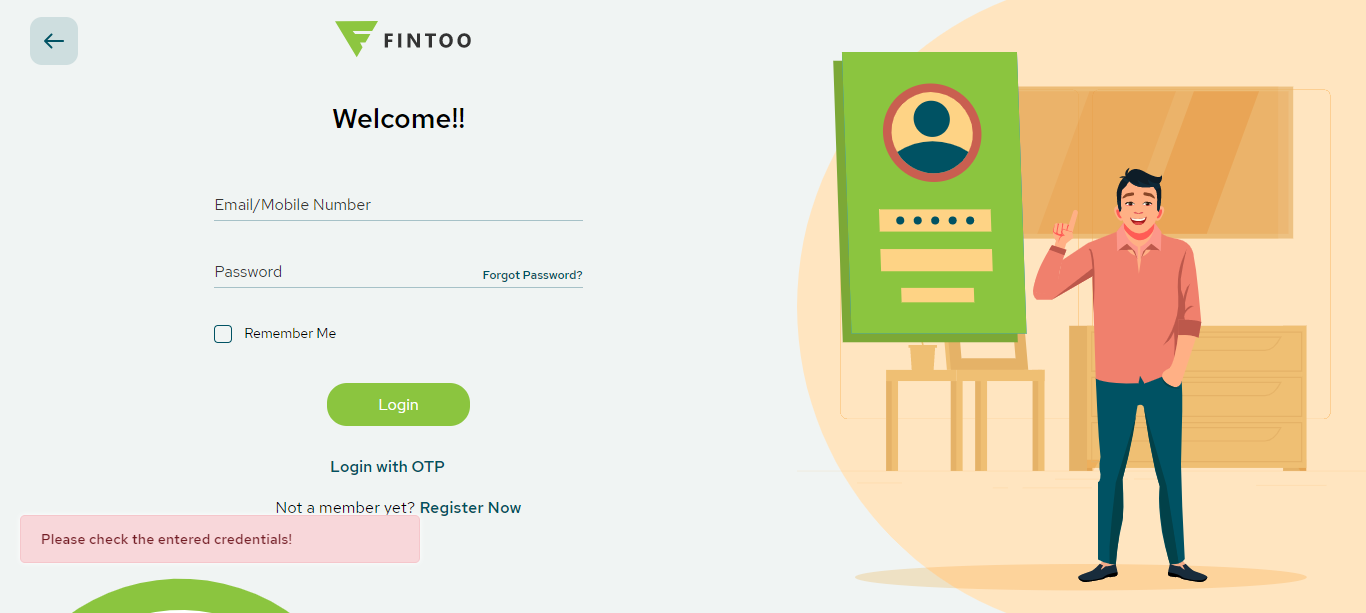 FINTOO
Welcome!!
Email/Mobile Number
Password
Forgot Password?
Remember Me
Login
Login with OTP
Not a member yet? Register Now
Please check the entered credentials!